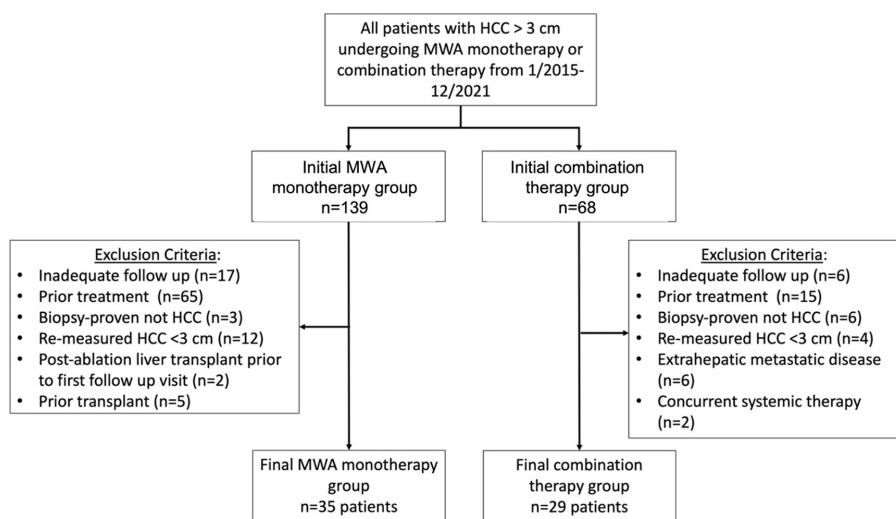 All patients with HCC > 3 cm
undergoing MWA monotherapy or
combination therapy from 1/2015-
12/2021
Initial MWA
monotherapy group
n=139
Initial combination
therapy group
n=68
Exclusion Criteria:
• Inadequate follow up (n=17)
• Prior treatment (n=65)
• Biopsy-proven not HCC (n=3)
• Re-measured HCC <3 cm (n=12)
• Post-ablation liver transplant prior
to first follow up visit (n=2)
• Prior transplant (n=5)
Exclusion Criteria:
• Inadequate follow up (n=6)
• Prior treatment (n=15)
• Biopsy-proven not HCC (n=6)
• Re-measured HCC <3 cm (n=4)
• Extrahepatic metastatic disease
(n=6)
• Concurrent systemic therapy
(n=2)
Final MWA monotherapy
group
n=35 patients
Final combination
therapy group
n=29 patients